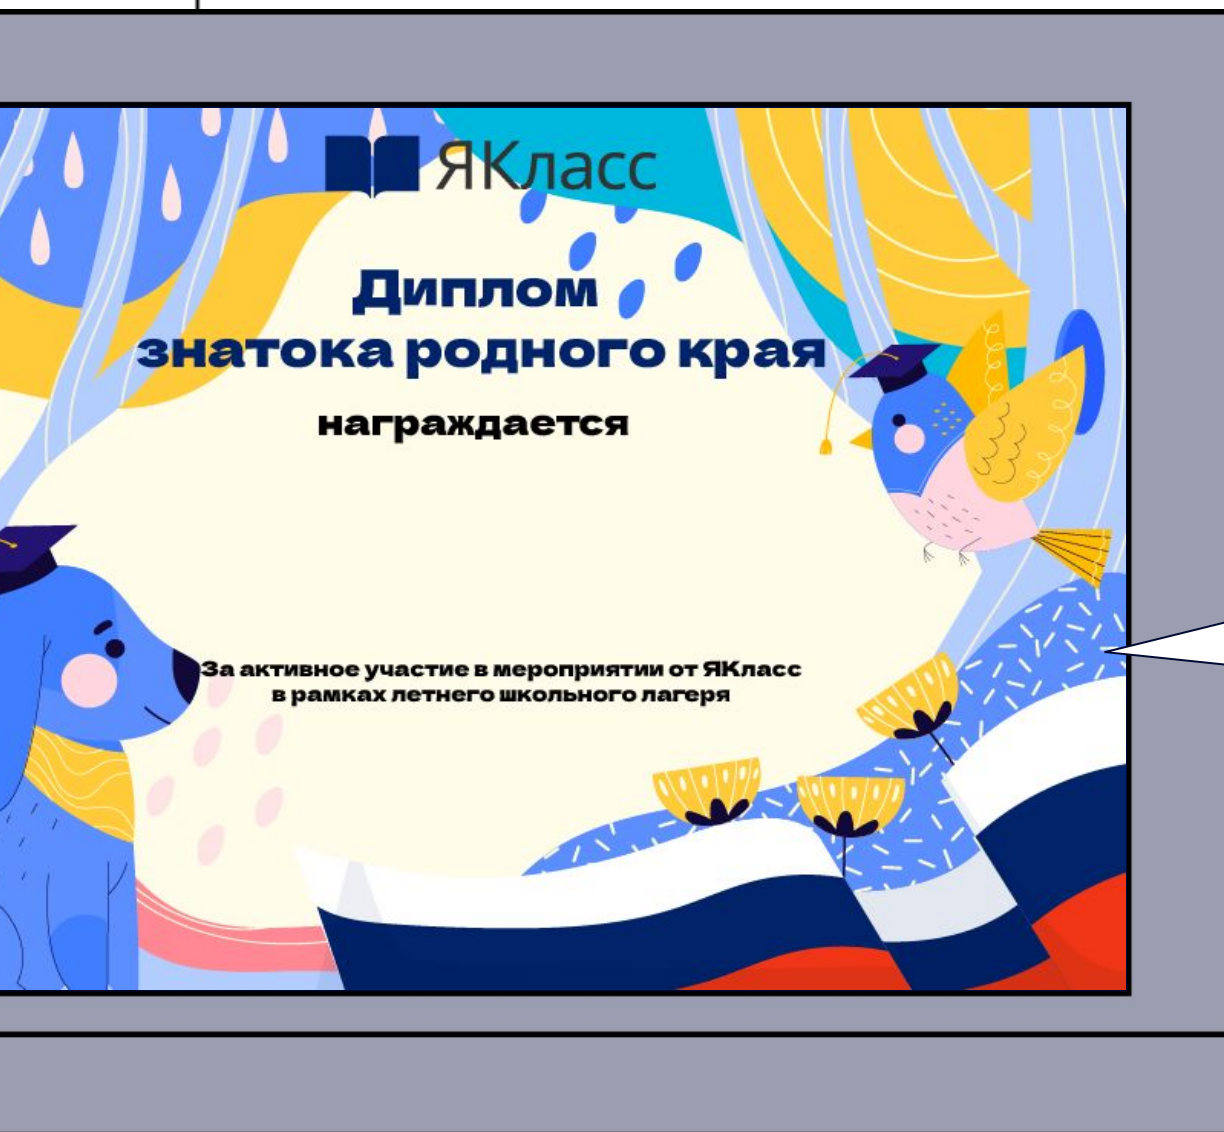 ЯКласс
Диплом
знатока родного края
награждается
За активное участие в мероприятии от ЯКласс
в рамках летнего школьного лагеря